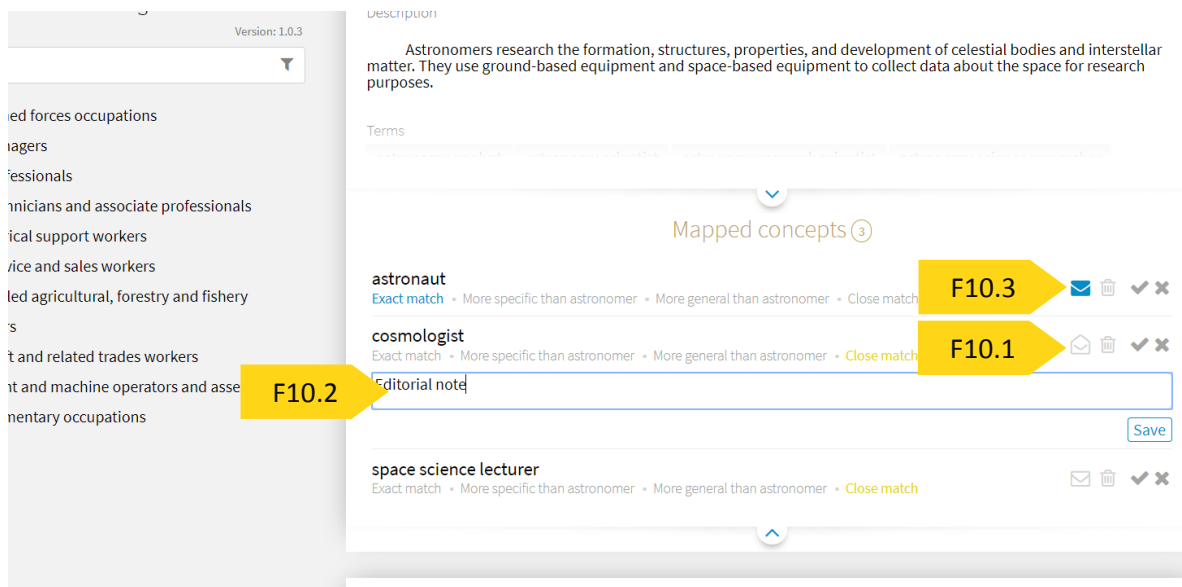 Version: 1.0.3
ed forces occupations
agers
fessionals
nnicians and associate professionals
ical support workers
vice and sales workers
led agricultural, forestry and fishery
rs
ft and related trades workers
nt and machine operators and asse
mentary occupations
Description
Astronomers research the formation, structures, properties, and development of celestial bodies and interstellar
matter. They use ground-based equipment and space-based equipment to collect data about the space for research
purposes.
Terms
Mapped concepts 3
astronaut
Exact match • More specific than astronomer • More general than astronomer • Close match
F10.3
cosmologist
Exact match • More specific than astronomer • More general than astronomer • Close match
F10.1
F10.2
Editorial note
Save
space science lecturer
Exact match • More specific than astronomer • More general than astronomer • Close match